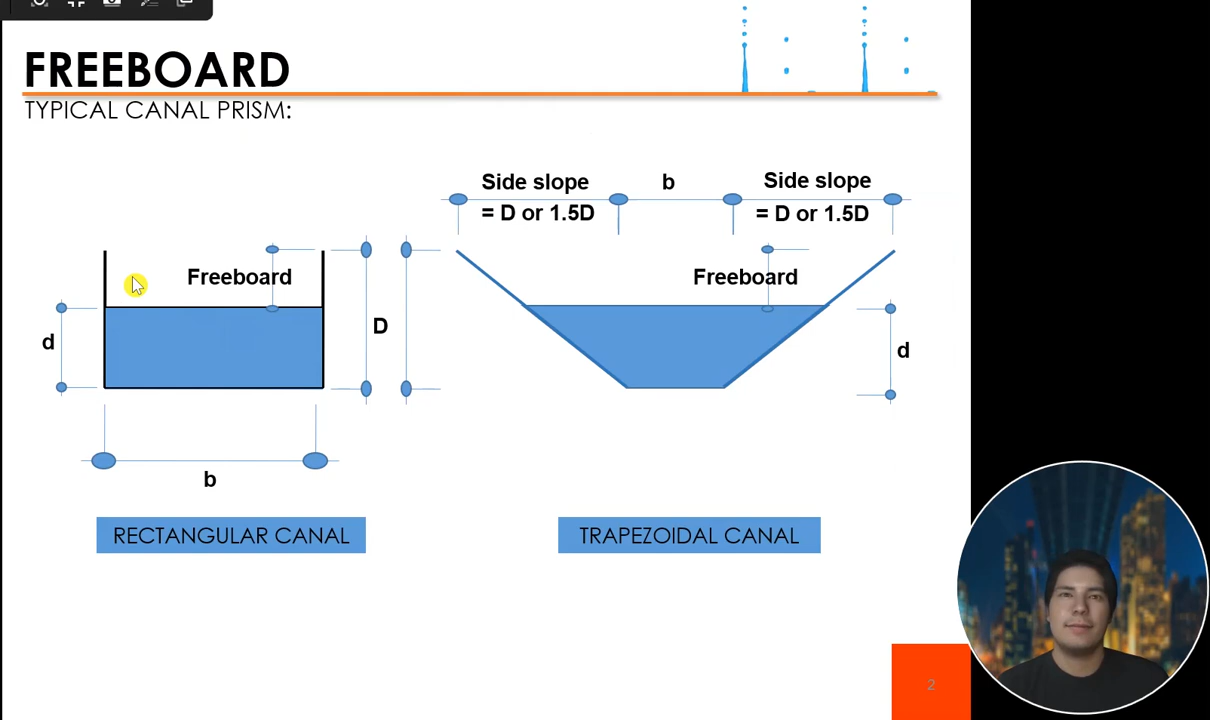 FREEBOARD
TYPICAL CANAL PRISM:
Side slope
= D or 1.5D
b
Side slope
= D or 1.5D
Freeboard
d
D
b
RECTANGULAR CANAL
Freeboard
d
TRAPEZOIDAL CANAL
2